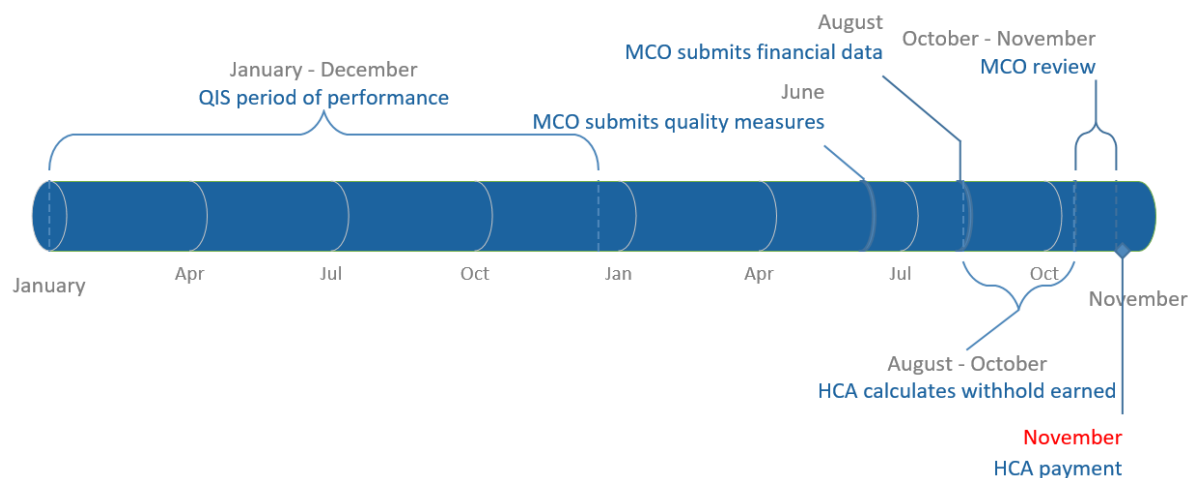 August
MCO submits financial data
October - November
MCO review
January - December
QIS period of performance
June
MCO submits quality measures
Apr
Jul
Oct
Jan
Apr
Jul
Oct
January
November
August - October
HCA calculates withhold earned
November
HCA payment